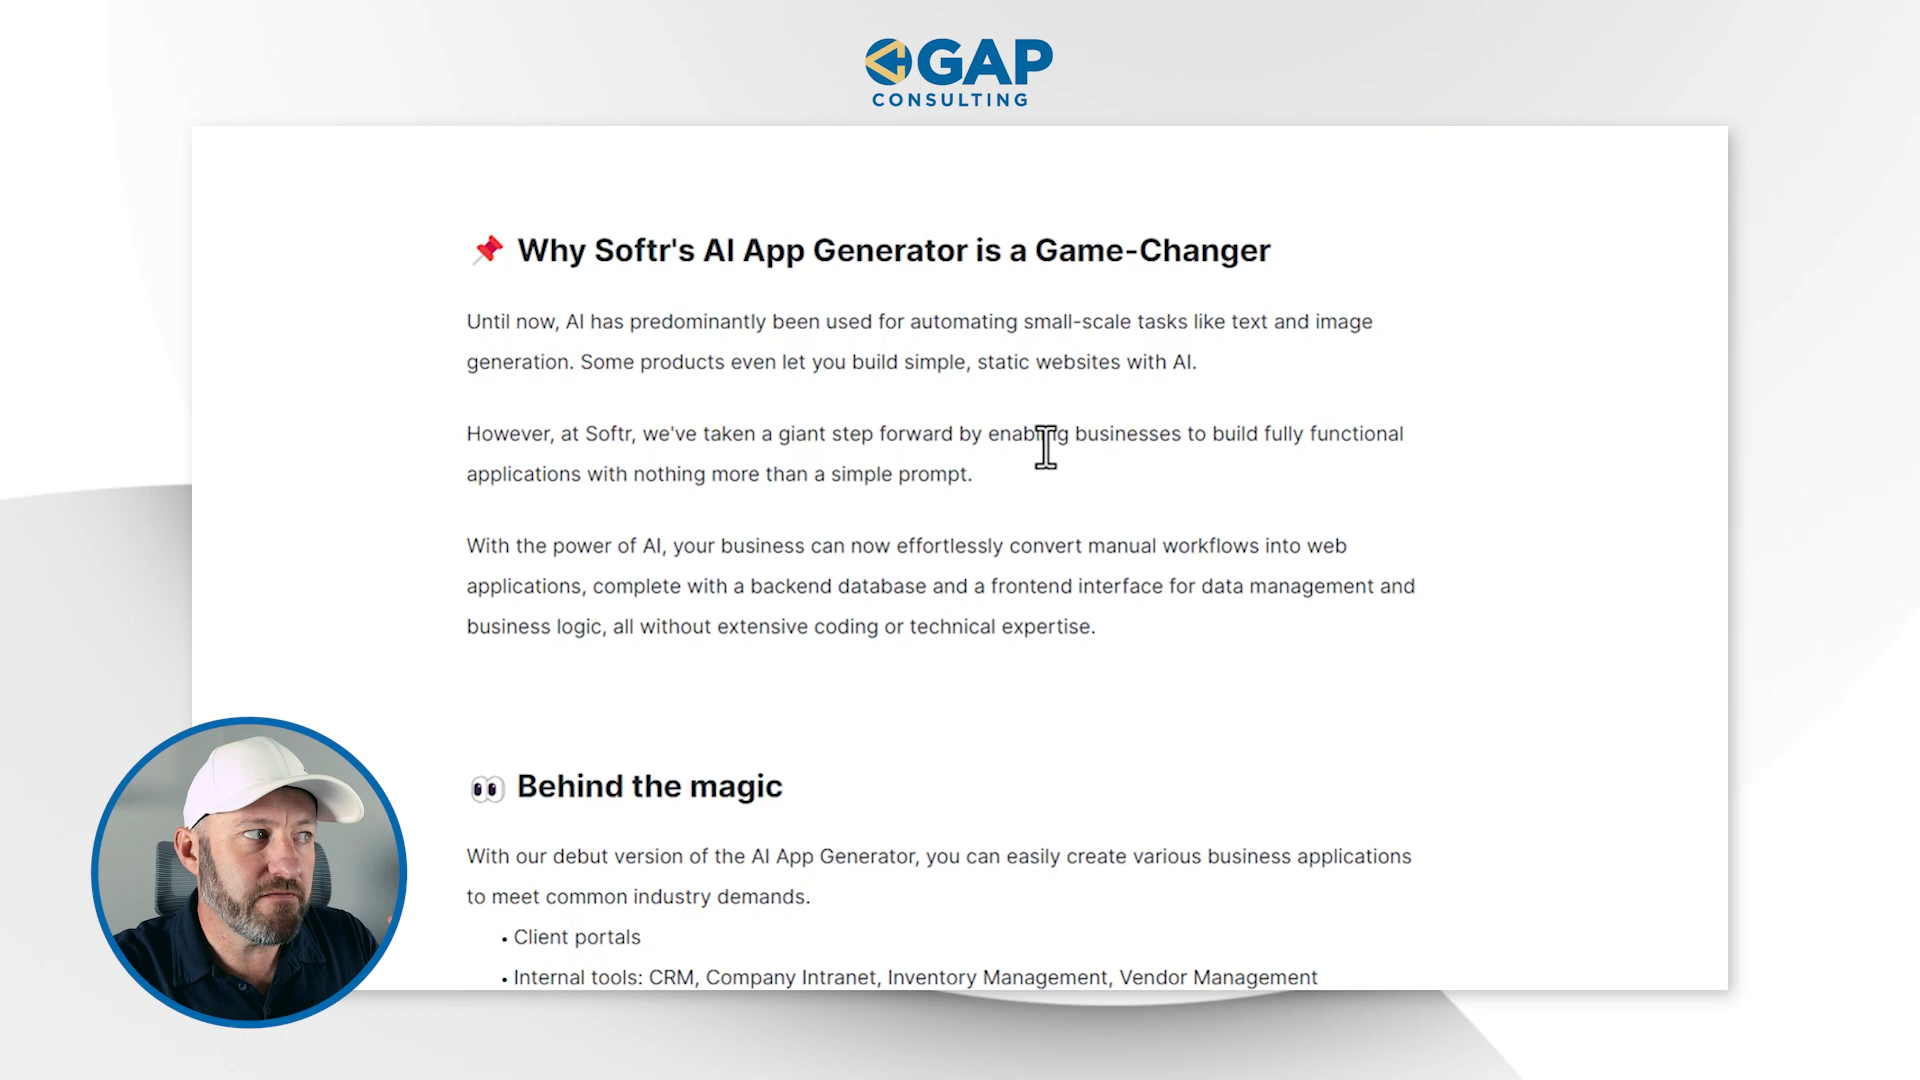 GAP
CONSULTING
Why Softr's AI App Generator is a Game-Changer
Until now, AI has predominantly been used for automating small-scale tasks like text and image
generation. Some products even let you build simple, static websites with AI.
However, at Softr, we've taken a giant step forward by enabling businesses to build fully functional
applications with nothing more than a simple prompt.
With the power of AI, your business can now effortlessly convert manual workflows into web
applications, complete with a backend database and a frontend interface for data management and
business logic, all without extensive coding or technical expertise.
Behind the magic
With our debut version of the AI App Generator, you can easily create various business applications
to meet common industry demands.
• Client portals
• Internal tools: CRM, Company Intranet, Inventory Management, Vendor Management